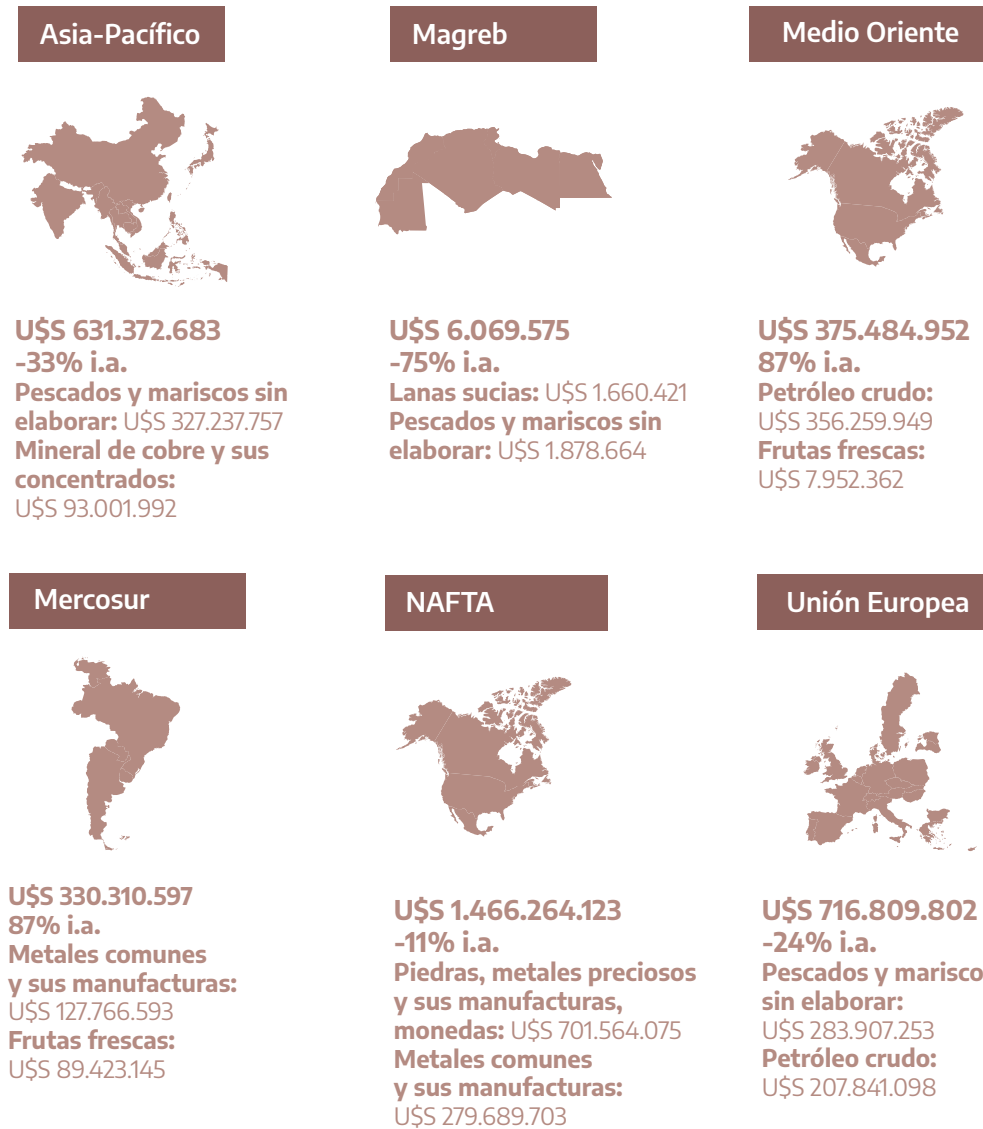 Asia-Pacífico
U$S 631.372.683
-33% i.a.
Pescados y mariscos sin
elaborar: U$S 327.237.757
Mineral de cobre y sus
concentrados:
U$S 93.001.992
Magreb
U$S 6.069.575
-75% i.a.
Lanas sucias: U$S 1.660.421
Pescados y mariscos sin
elaborar: U$S 1.878.664
Medio Oriente
U$S 375.484.952
87% i.a.
Petróleo crudo:
U$S 356.259.949
Frutas frescas:
U$S 7.952.362
Mercosur
U$S 330.310.597
87% i.a.
Metales comunes
y sus manufacturas:
U$S 127.766.593
Frutas frescas:
U$S 89.423.145
NAFTA
U$S 1.466.264.123
-11% i.a.
Piedras, metales preciosos
y sus manufacturas,
monedas: U$S 701.564.075
Metales comunes
y sus manufacturas:
U$S 279.689.703
Unión Europea
U$S 716.809.802
-24% i.a.
Pescados y marisco
sin elaborar:
U$S 283.907.253
Petróleo crudo:
U$S 207.841.098